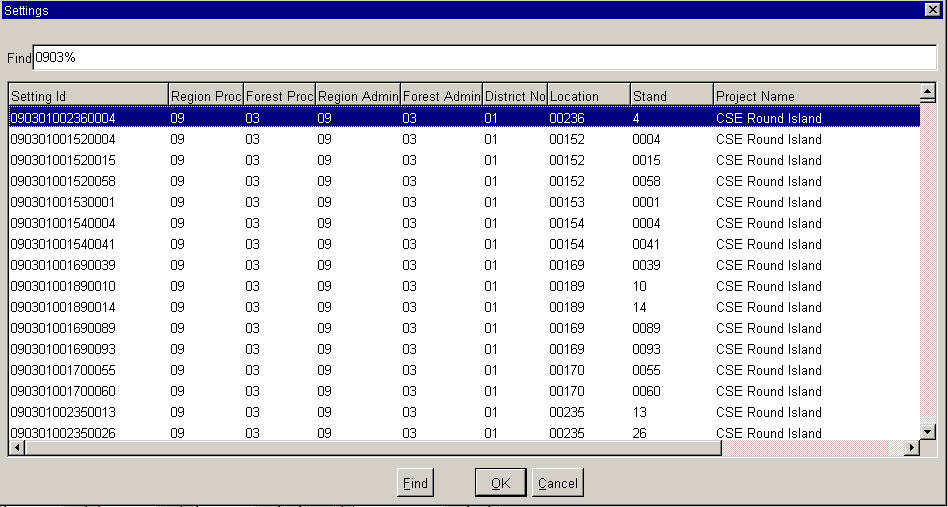 Settings
Find 0903%
Setting Id Region Proc Forest Proc Region Admin Forest Admin District No Location Stand Project Name
090301002360004 09 03 09 03 01 00236 4 CSE Round Island
090301001520004 09 03 09 03 01 00152 0004 CSE Round Island
090301001520015 09 03 09 03 01 00152 0015 CSE Round Island
090301001520058 09 03 09 03 01 00152 0058 CSE Round Island
090301001530001 09 03 09 03 01 00153 0001 CSE Round Island
090301001540004 09 03 09 03 01 00154 0004 CSE Round Island
090301001540041 09 03 09 03 01 00154 0041 CSE Round Island
090301001690039 09 03 09 03 01 00169 0039 CSE Round Island
090301001890010 09 03 09 03 01 00189 10 CSE Round Island
090301001890014 09 03 09 03 01 00189 14 CSE Round Island
090301001690089 09 03 09 03 01 00169 0089 CSE Round Island
090301001690093 09 03 09 03 01 00169 0093 CSE Round Island
090301001700055 09 03 09 03 01 00170 0055 CSE Round Island
090301001700060 09 03 09 03 01 00170 0060 CSE Round Island
090301002350013 09 03 09 03 01 00235 13 CSE Round Island
090301002350026 09 03 09 03 01 00235 26 CSE Round Island
Find OK Cancel